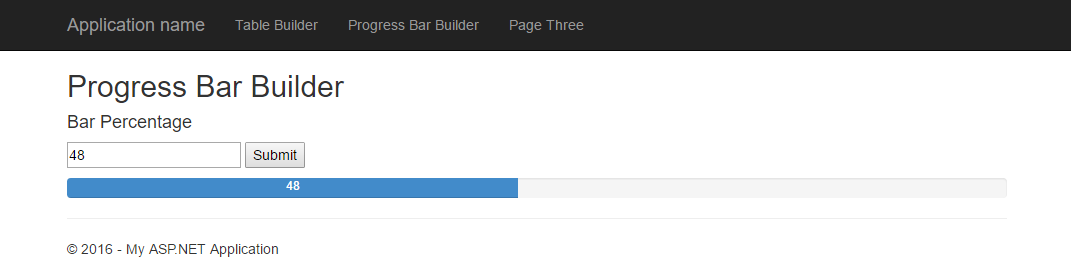 Application name Table Builder Progress Bar Builder Page Three
Progress Bar Builder
Bar Percentage
48 Submit
48
© 2016 - My ASP.NET Application